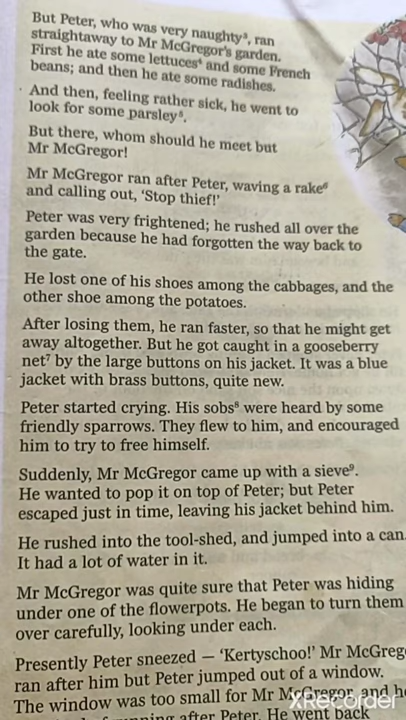 But Peter, who was very naughty³, ran
straightaway to Mr McGregor's garden.
First he ate some lettuces⁴ and some French
beans; and then he ate some radishes.
And then, feeling rather sick, he went to
look for some parsley⁵.
But there, whom should he meet but
Mr McGregor!
Mr McGregor ran after Peter, waving a rake⁶
and calling out, 'Stop thief!'
Peter was very frightened; he rushed all over the
garden because he had forgotten the way back to
the gate.
He lost one of his shoes among the cabbages, and the
other shoe among the potatoes.
After losing them, he ran faster, so that he might get
away altogether. But he got caught in a gooseberry
net⁷ by the large buttons on his jacket. It was a blue
jacket with brass buttons, quite new.
Peter started crying. His sobs⁸ were heard by some
friendly sparrows. They flew to him, and encouraged
him to try to free himself.
Suddenly, Mr McGregor came up with a sieve⁹.
He wanted to pop it on top of Peter; but Peter
escaped just in time, leaving his jacket behind him.
He rushed into the tool-shed, and jumped into a can.
It had a lot of water in it.
Mr McGregor was quite sure that Peter was hiding
under one of the flowerpots. He began to turn them
over carefully, looking under each.
Presently Peter sneezed — 'Kertyschoo!' Mr McGreg
ran after him but Peter jumped out of a window.
The window was too small for Mr McGregor and h
after Peter. He went back
XRecorder